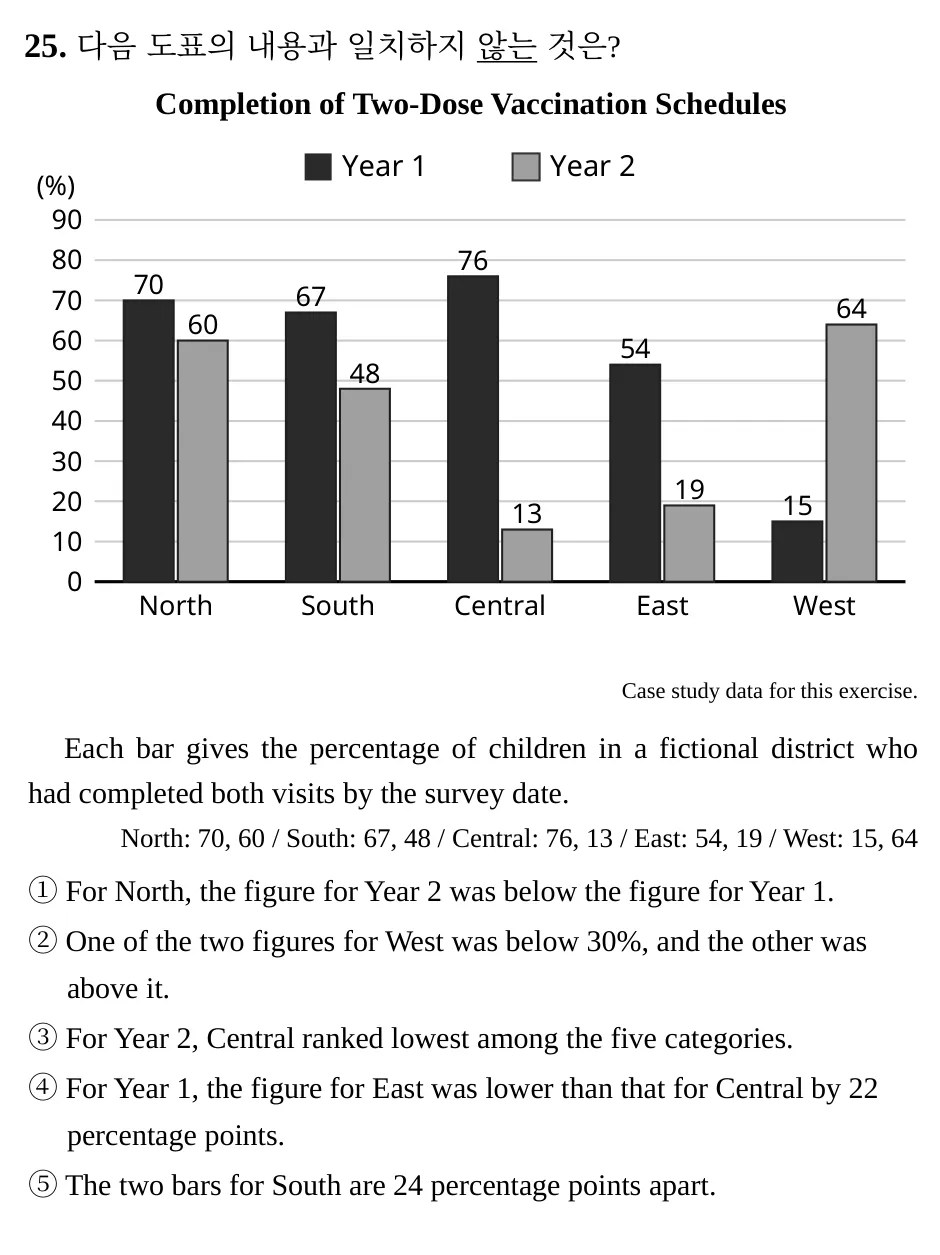 25. 다음 도표의 내용과 일치하지 않는 것은?
Completion of Two-Dose Vaccination Schedules
Year 1 Year 2
(%)
90
80
70
60
50
40
30
20
10
0
70 60 67 48 76 13 54 19 15 64
North South Central East West
Case study data for this exercise.
Each bar gives the percentage of children in a fictional district who
had completed both visits by the survey date.
North: 70, 60 / South: 67, 48 / Central: 76, 13 / East: 54, 19 / West: 15, 64
① For North, the figure for Year 2 was below the figure for Year 1.
② One of the two figures for West was below 30%, and the other was
above it.
③ For Year 2, Central ranked lowest among the five categories.
④ For Year 1, the figure for East was lower than that for Central by 22
percentage points.
⑤ The two bars for South are 24 percentage points apart.